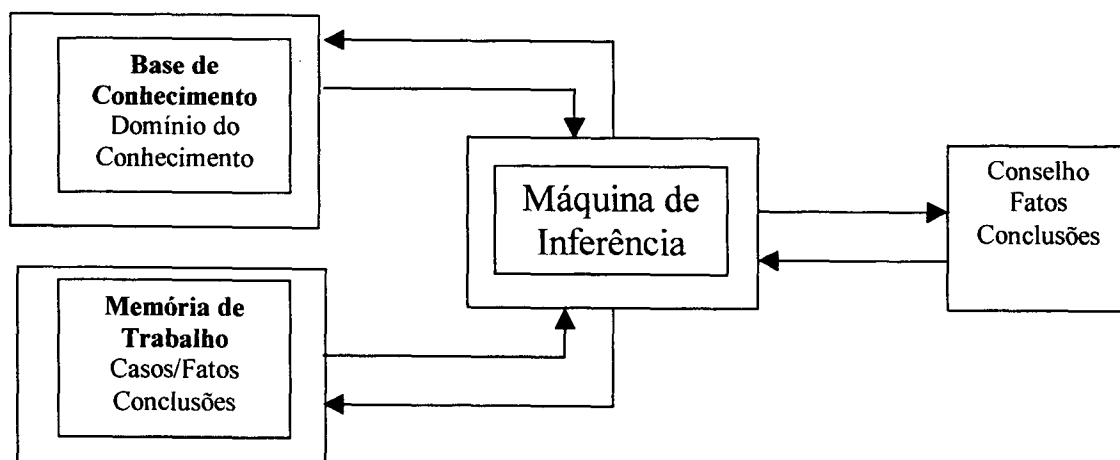 Base de
Conhecimento
Domínio do
Conhecimento
Memória de
Trabalho
Casos/Fatos
Conclusões
Máquina de
Inferência
Conselho
Fatos
Conclusões